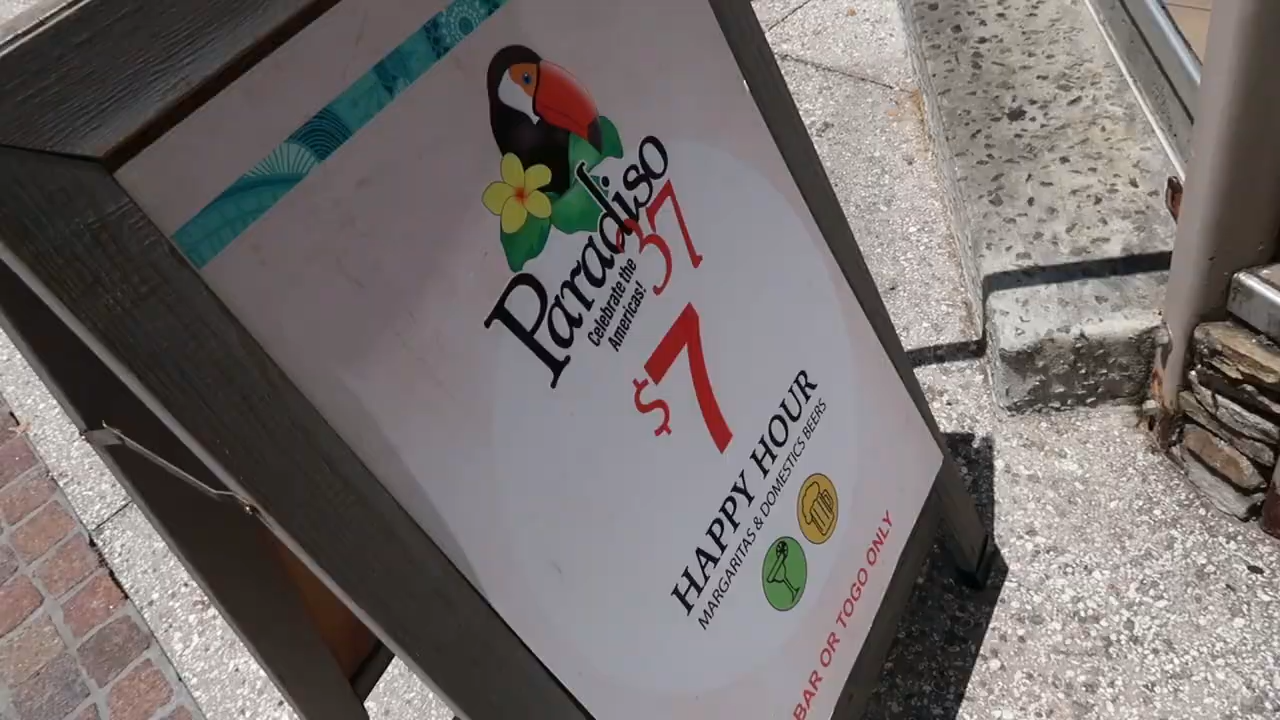 Paradiso
37
Celebrate the
Americas!
$7
HAPPY HOUR
MARGARITAS & DOMESTICS BEERS
BAR OR TOGO ONLY